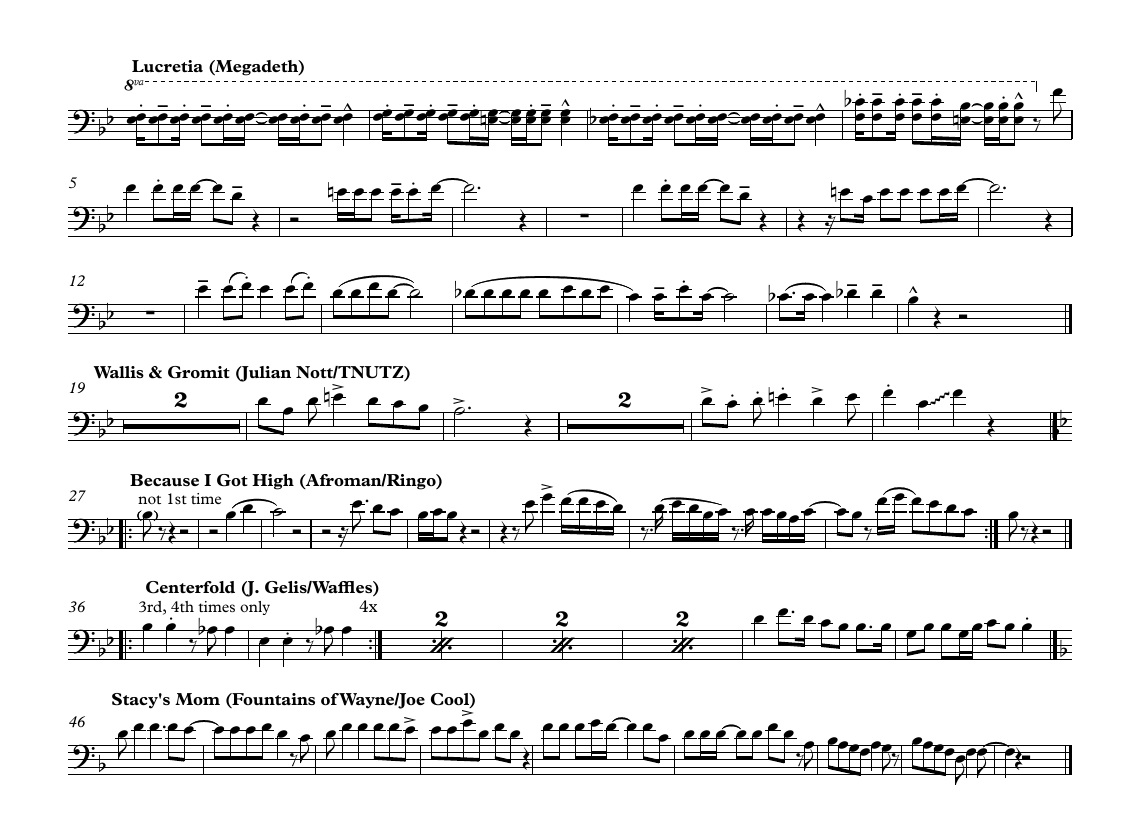 Lucretia (Megadeth)
8va
5
12
Wallis & Gromit (Julian Nott/TNUTZ)
19
2
2
Because I Got High (Afroman/Ringo)
27
not 1st time
Centerfold (J. Gelis/Waffles)
36
3rd, 4th times only
4x
2
2
2
Stacy's Mom (Fountains of Wayne/Joe Cool)
46